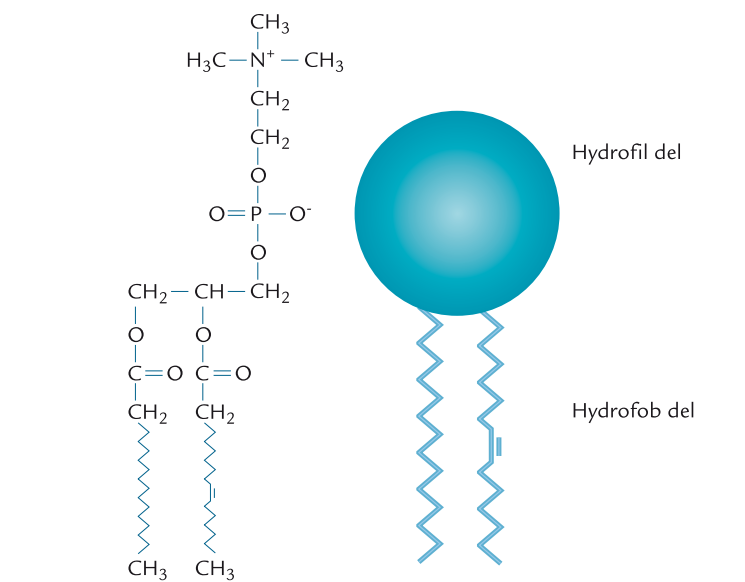 CH₃
H₃C—N⁺—CH₃
CH₂
CH₂
O
O=P—O⁻
O
CH₂—CH—CH₂
O O
C=O C=O
CH₂ CH₂
CH₃ CH₃
Hydrofil del
Hydrofob del